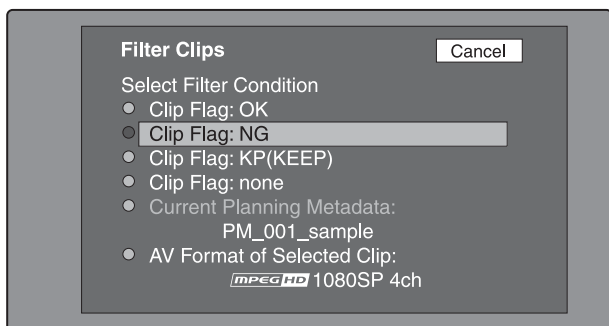 Filter Clips
Cancel
Select Filter Condition
Clip Flag: OK
Clip Flag: NG
Clip Flag: KP(KEEP)
Clip Flag: none
Current Planning Metadata:
PM_001_sample
AV Format of Selected Clip:
MPEG HD 1080SP 4ch